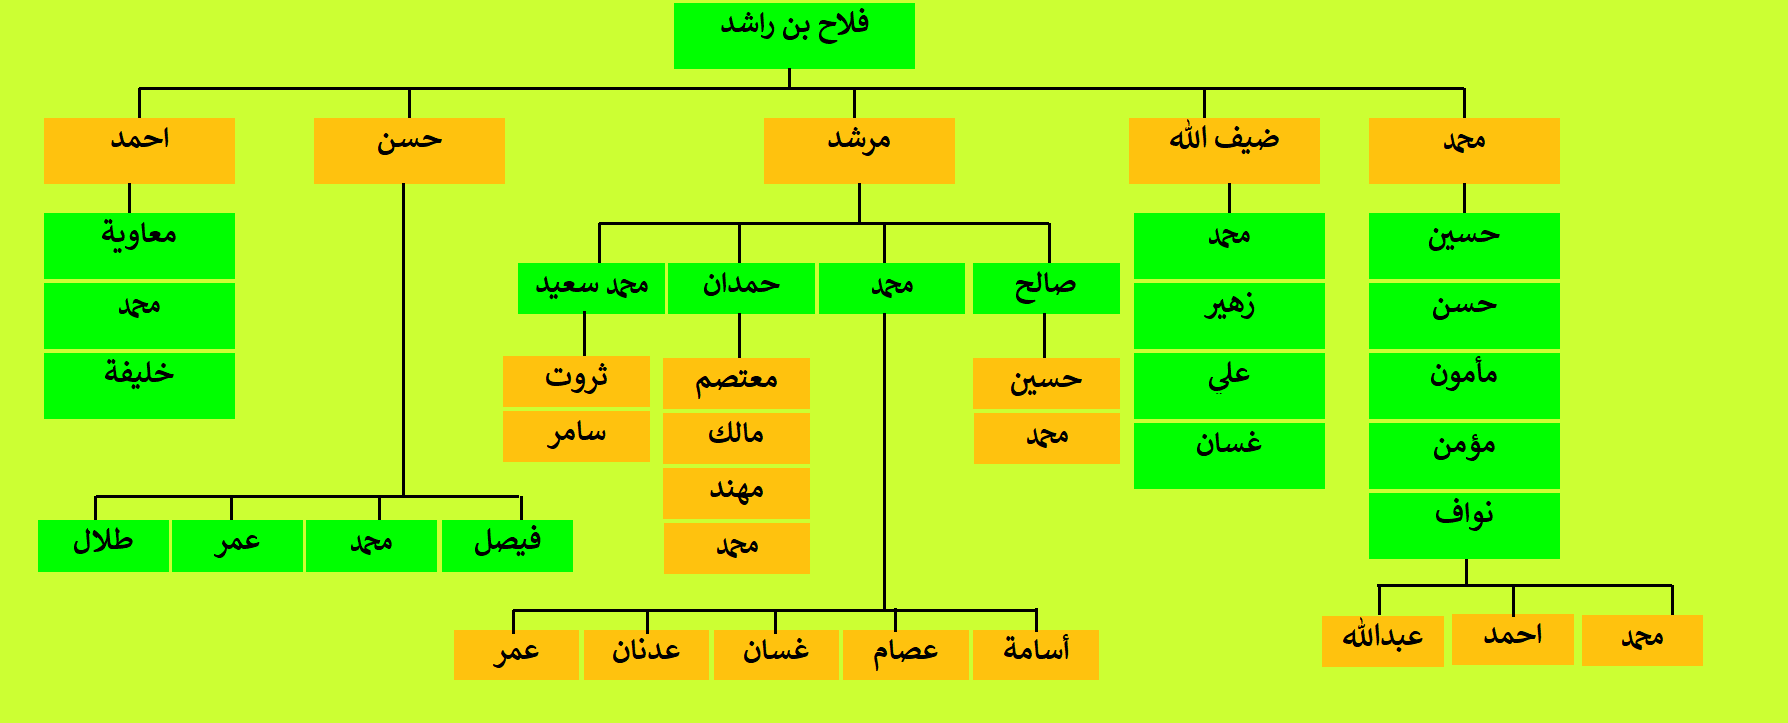 فلاح بن راشد
محمد
ضيف الله
مرشد
حسن
احمد
حسين
حسن
مأمون
مؤمن
نواف
محمد
احمد
عبدالله
محمد
زهير
علي
غسان
صالح
محمد
حمدان
محمد سعيد
حسين
محمد
معتصم
مالك
مهند
محمد
ثروت
سامر
أسامة
عصام
غسان
عدنان
عمر
فيصل
محمد
عمر
طلال
معاوية
محمد
خليفة